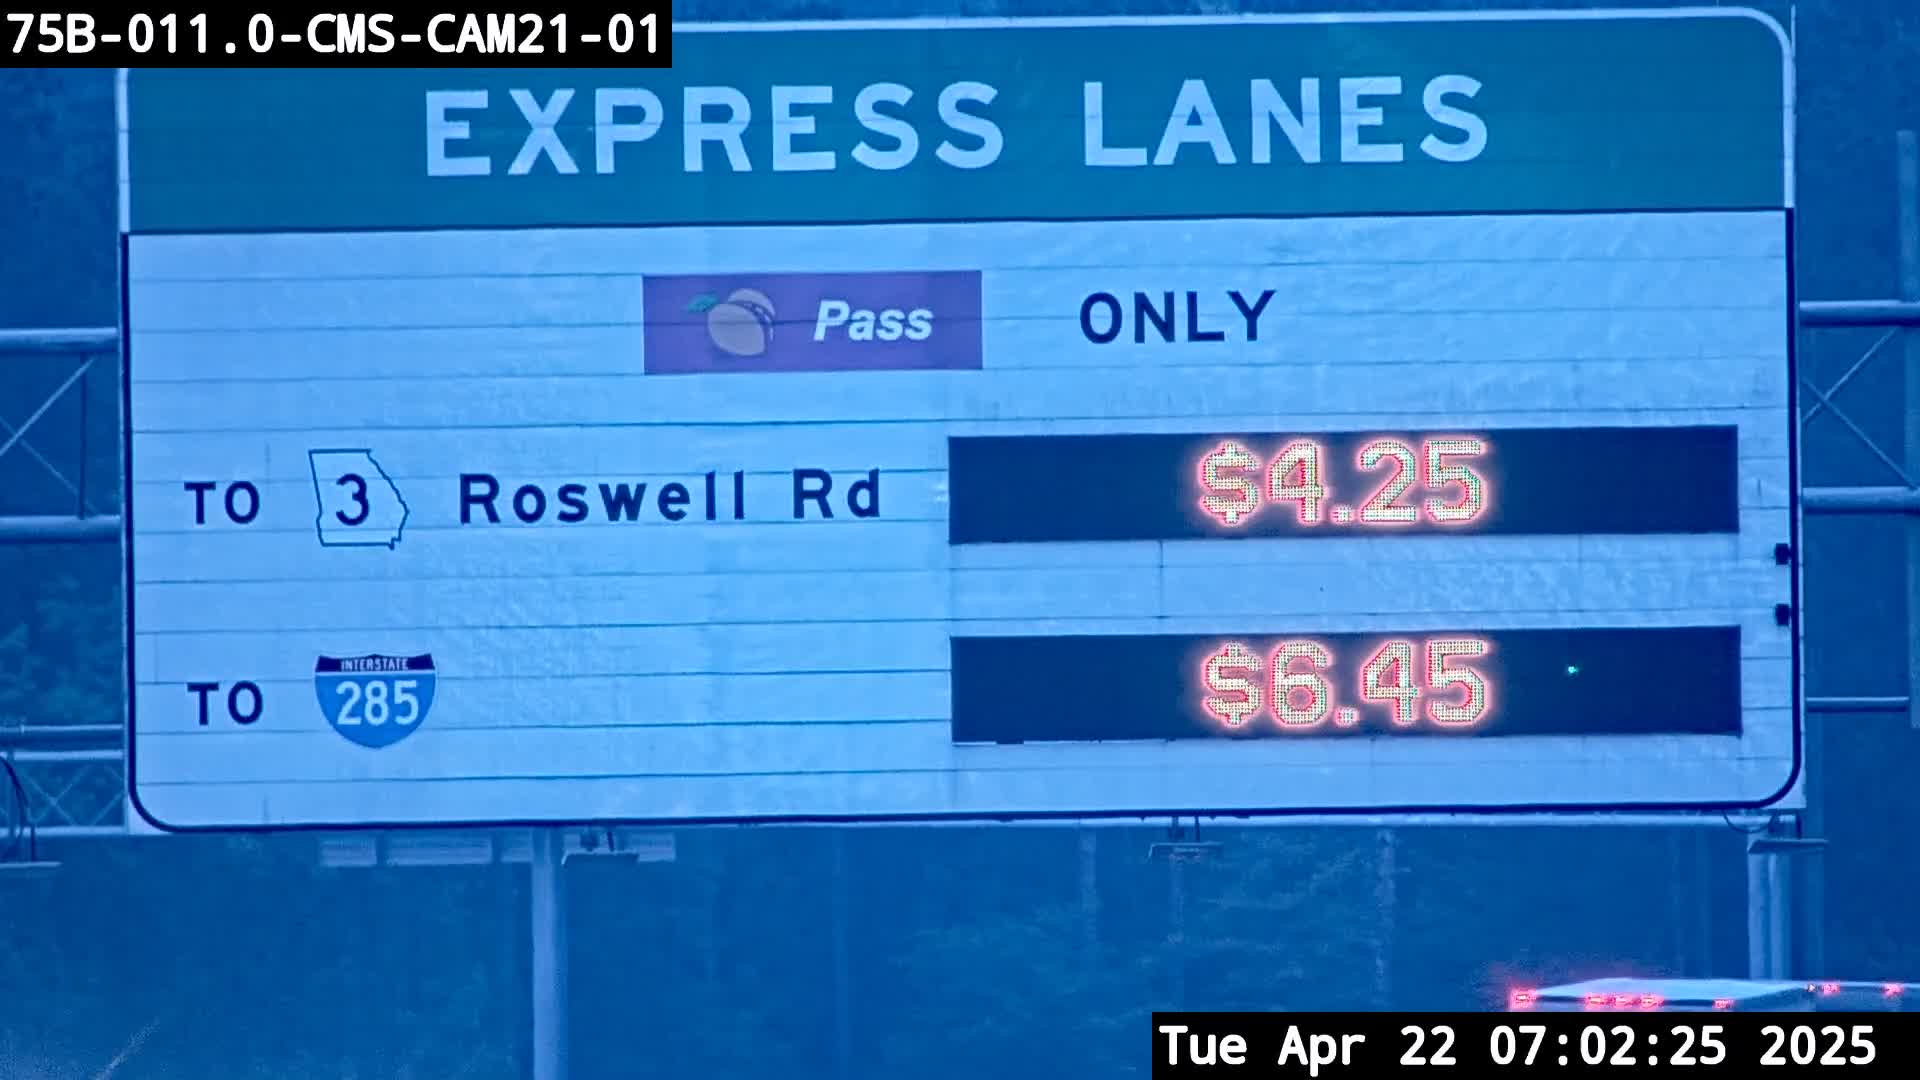 75B-011.0-CMS-CAM21-01
EXPRESS LANES
Pass ONLY
TO 3 Roswell Rd $4.25
TO INTERSTATE 285 $6.45
Tue Apr 22 07:02:25 2025